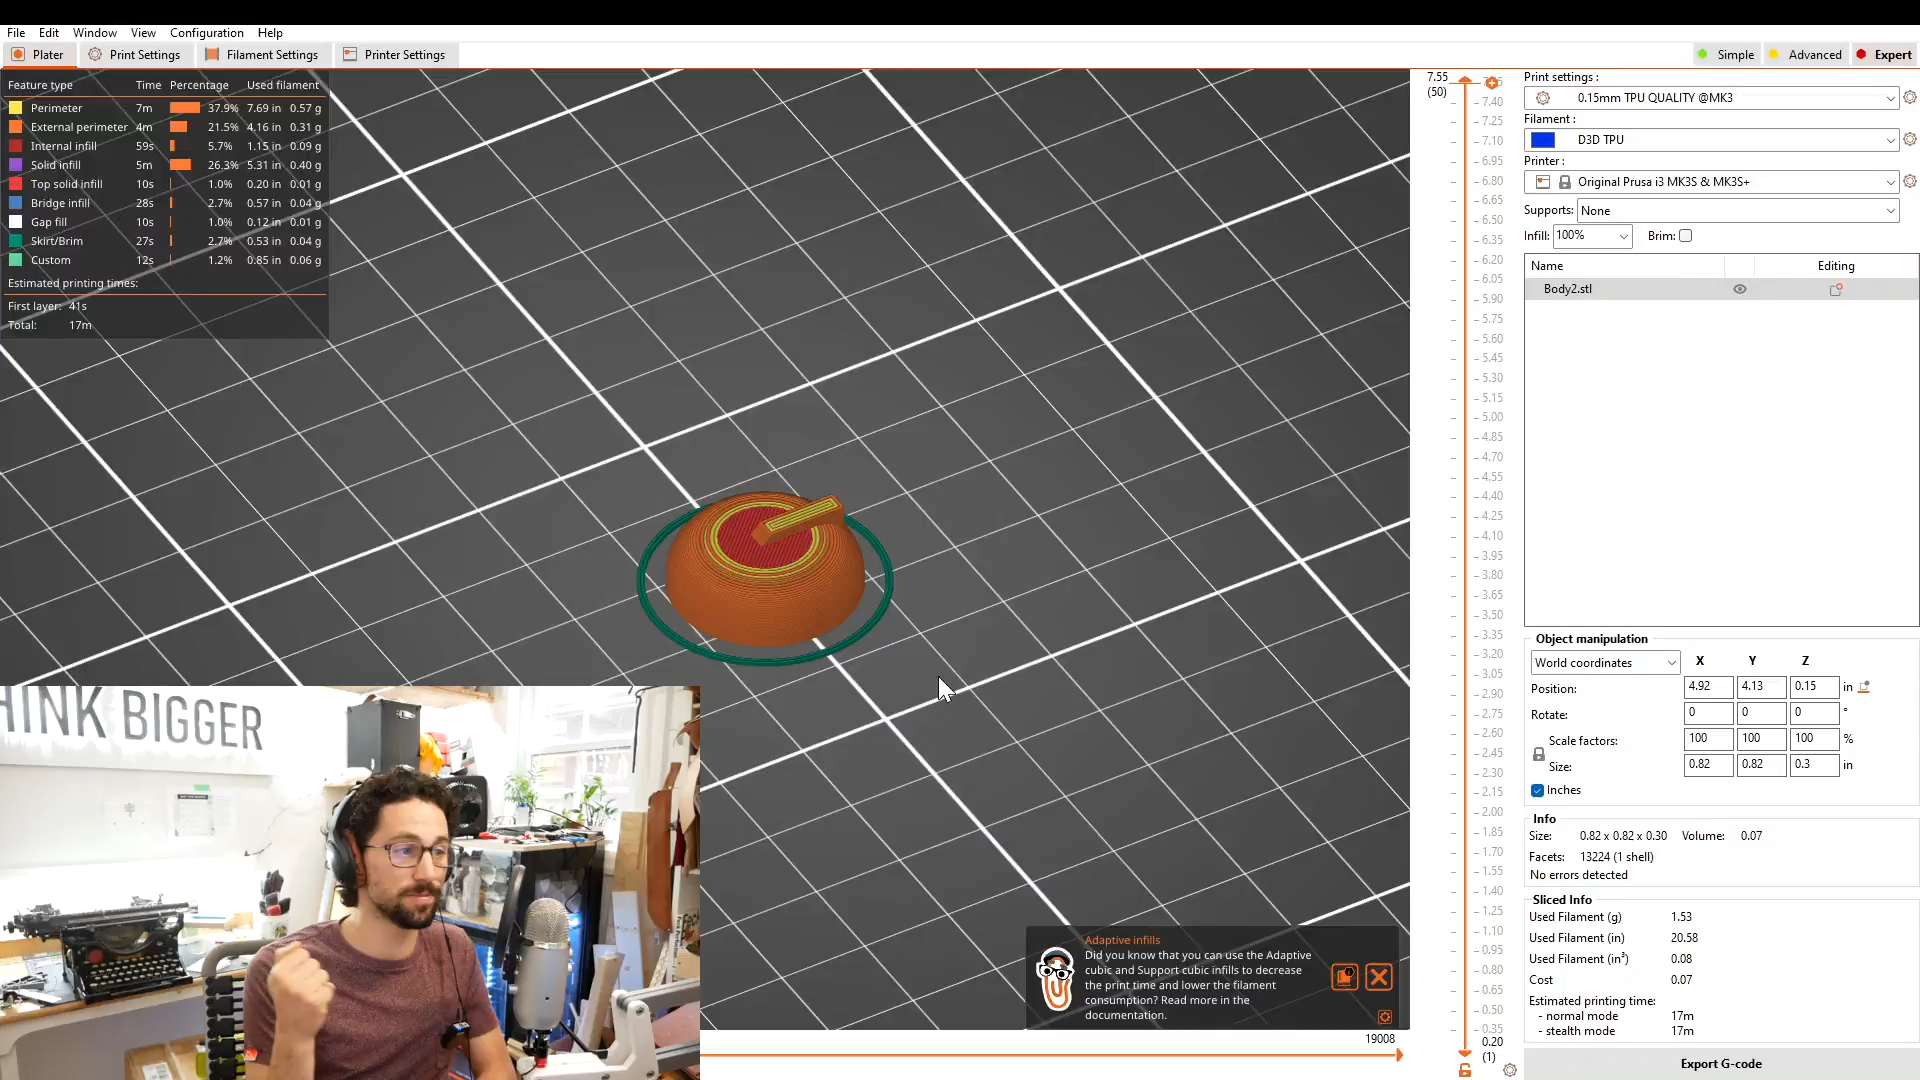 File Edit Window View Configuration Help
Plater Print Settings Filament Settings Printer Settings Simple Advanced Expert
Feature type Time Percentage Used filament
Perimeter 7m 37.9% 7.69 in 0.57 g
External perimeter 4m 21.5% 4.16 in 0.31 g
Internal infill 59s 5.7% 1.15 in 0.09 g
Solid infill 5m 26.3% 5.31 in 0.40 g
Top solid infill 10s 1.0% 0.20 in 0.01 g
Bridge infill 28s 2.7% 0.57 in 0.04 g
Gap fill 10s 1.0% 0.12 in 0.01 g
Skirt/Brim 27s 2.7% 0.53 in 0.04 g
Custom 12s 1.2% 0.85 in 0.06 g
Estimated printing times:
First layer: 41s
Total: 17m
HINK BIGGER
Adaptive infills
Did you know that you can use the Adaptive
cubic and Support cubic infills to decrease
the print time and lower the filament
consumption? Read more in the
documentation.
19008
7.55
(50)
7.40
7.25
7.10
6.95
6.80
6.65
6.50
6.35
6.20
6.05
5.90
5.75
5.60
5.45
5.30
5.15
5.00
4.85
4.70
4.55
4.40
4.25
4.10
3.95
3.80
3.65
3.50
3.35
3.20
3.05
2.90
2.75
2.60
2.45
2.30
2.15
2.00
1.85
1.70
1.55
1.40
1.25
1.10
0.95
0.80
0.65
0.50
0.35
0.20
(1)
Print settings :
0.15mm TPU QUALITY @MK3
Filament :
D3D TPU
Printer :
Original Prusa i3 MK3S & MK3S+
Supports: None
Infill: 100% Brim:
Name Editing
Body2.stl
Object manipulation
World coordinates X Y Z
Position: 4.92 4.13 0.15 in
Rotate: 0 0 0 °
Scale factors: 100 100 100 %
Size: 0.82 0.82 0.3 in
Inches
Info
Size: 0.82 x 0.82 x 0.30 Volume: 0.07
Facets: 13224 (1 shell)
No errors detected
Sliced Info
Used Filament (g) 1.53
Used Filament (in) 20.58
Used Filament (in³) 0.08
Cost 0.07
Estimated printing time:
- normal mode 17m
- stealth mode 17m
Export G-code